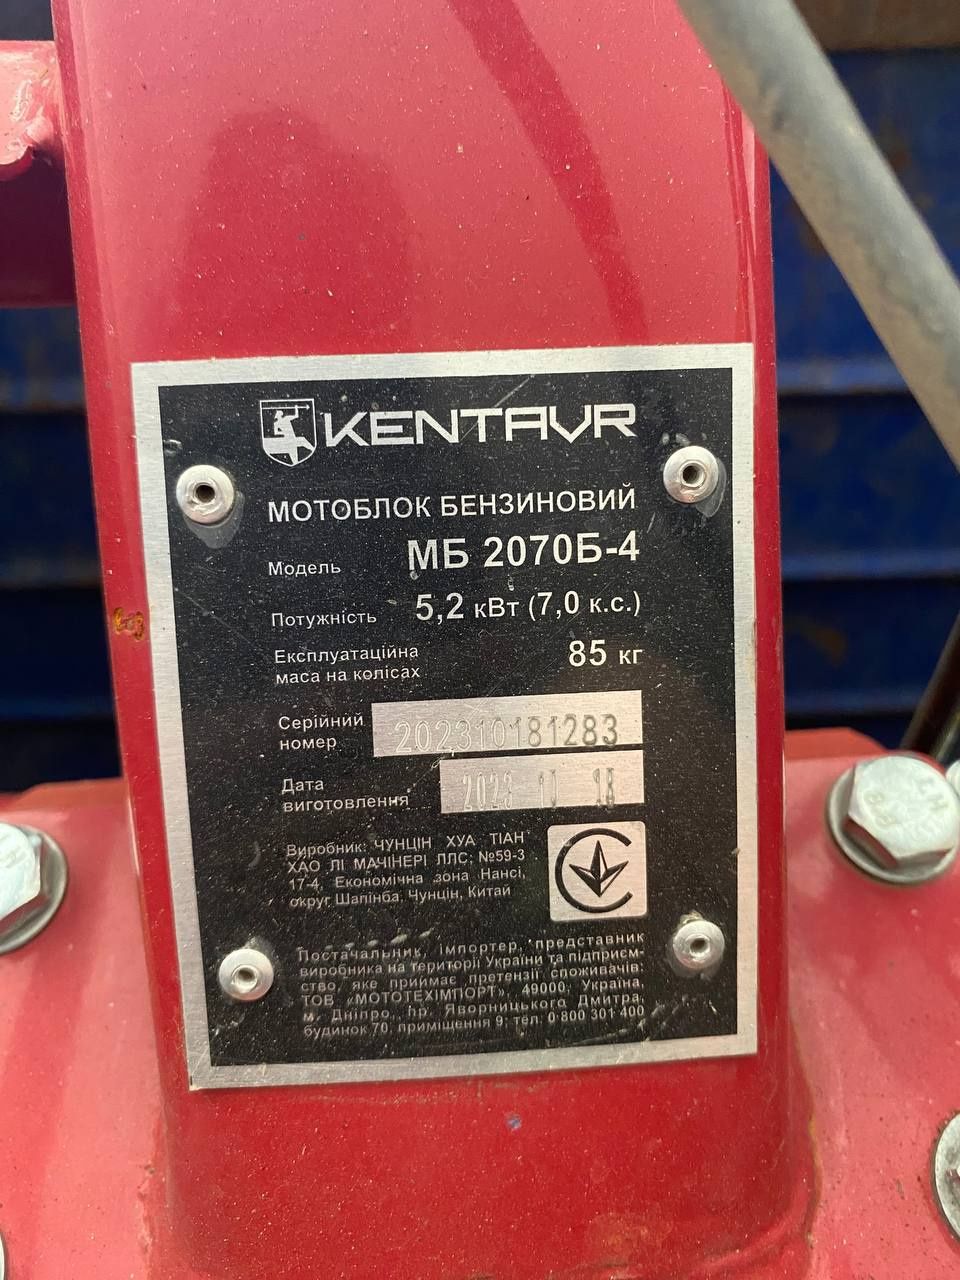 KENTAVR
МОТОБЛОК БЕНЗИНОВИЙ
Модель МБ 2070Б-4
Потужність 5,2 кВт (7,0 к.с.)
Експлуатаційна
маса на колісах 85 кг
Серійний
номер 202310181283
Дата
виготовлення 2023 10 18
Виробник: ЧУНЦІН ХУА ТІАН
ХАО ЛІ МАЧІНЕРІ ЛЛС; №59-3
17-4, Економічна зона Нансі,
округ Шапінба, Чунцін, Китай
Постачальник, імпортер, представник
виробника на території України та підприєм-
ство, яке приймає претензії споживачів:
ТОВ "МОТОТЕХІМПОРТ", 49000, Україна,
м. Дніпро, пр. Яворницького Дмитра,
будинок 70, приміщення 9; тел. 0 800 301 400